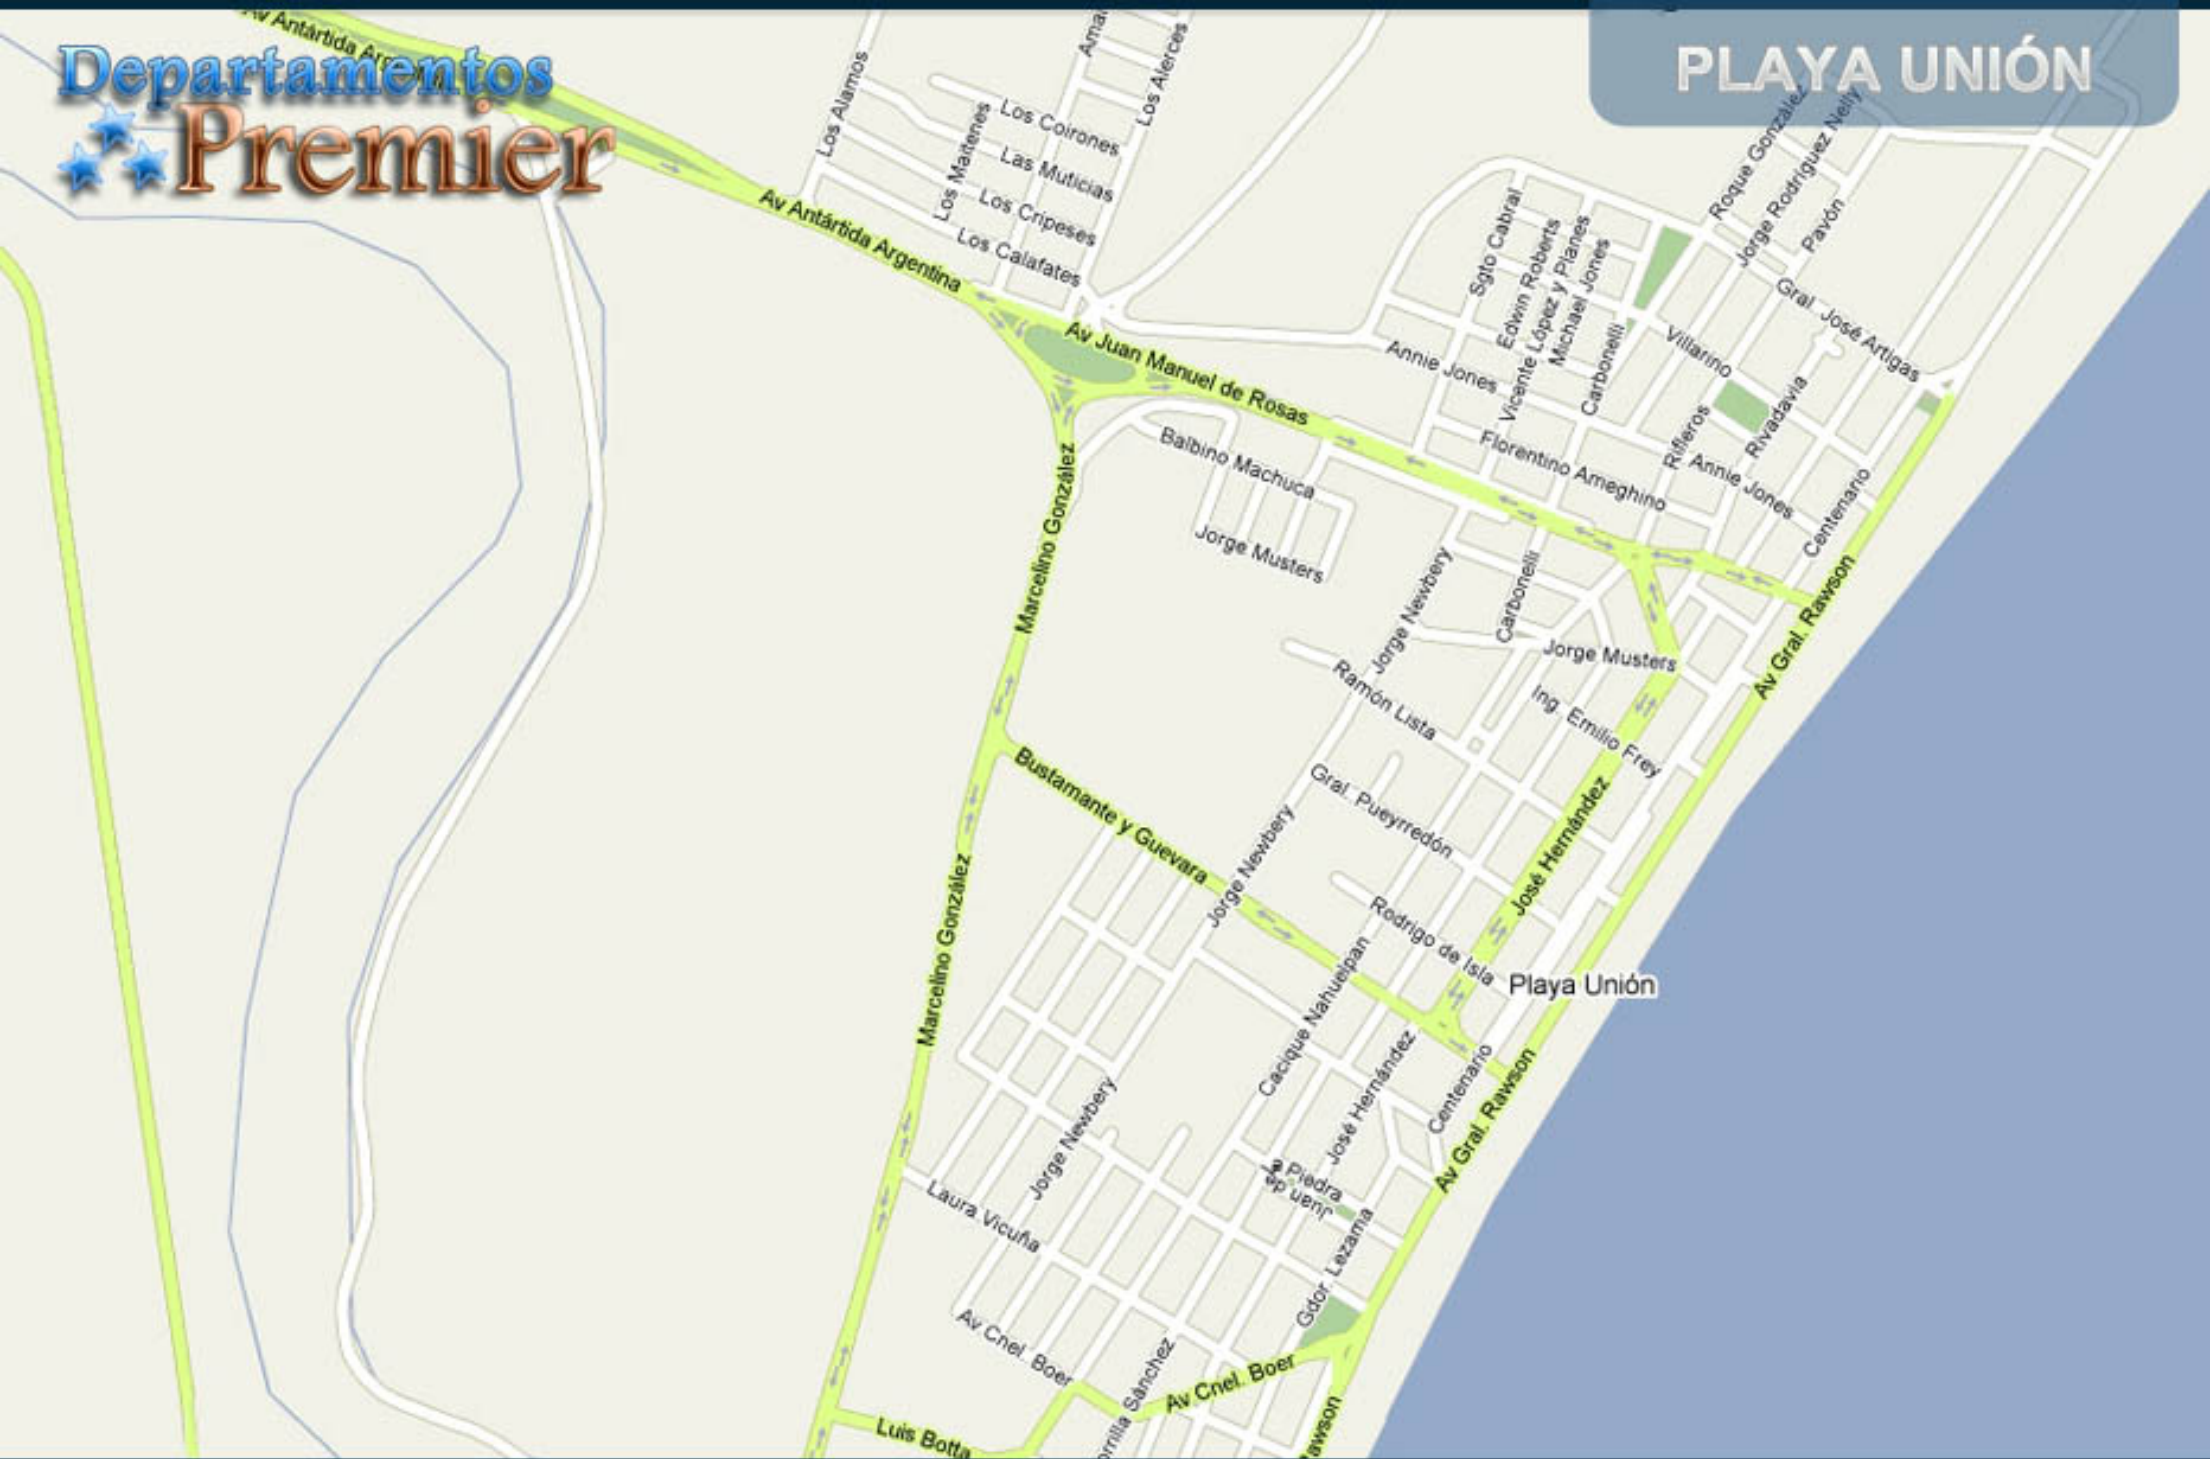 Departamentos
Premier
PLAYA UNIÓN
Av Antártida
Av Antártida Argentina
Los Alamos
Los Alerces
Los Maitenes
Los Coirones
Las Muticias
Los Cripeses
Los Calafates
Av Juan Manuel de Rosas
Roque González
Jorge Rodriguez Nelly
Pavón
Sgto Cabral
Edwin Roberts
Vicente López y Planes
Michael Jones
Carbonelli
Gral. José Artigas
Villarino
Annie Jones
Rifleros
Rivadavia
Annie Jones
Florentino Ameghino
Centenario
Balbino Machuca
Jorge Musters
Marcelino González
Jorge Newbery
Carbonelli
Jorge Musters
Av Gral. Rawson
Ramón Lista
Ing. Emilio Frey
Bustamante y Guevara
Gral. Pueyrredón
José Hernández
Jorge Newbery
Marcelino González
Rodrigo de Isla
Cacique Nahuelpan
Playa Unión
José Hernández
Centenario
Av Gral. Rawson
Jorge Newbery
Piedra
Juan de
Laura Vicuña
Gdor. Lezama
Av Cnel. Boer
Sánchez
Av Cnel. Boer
Luis Botta